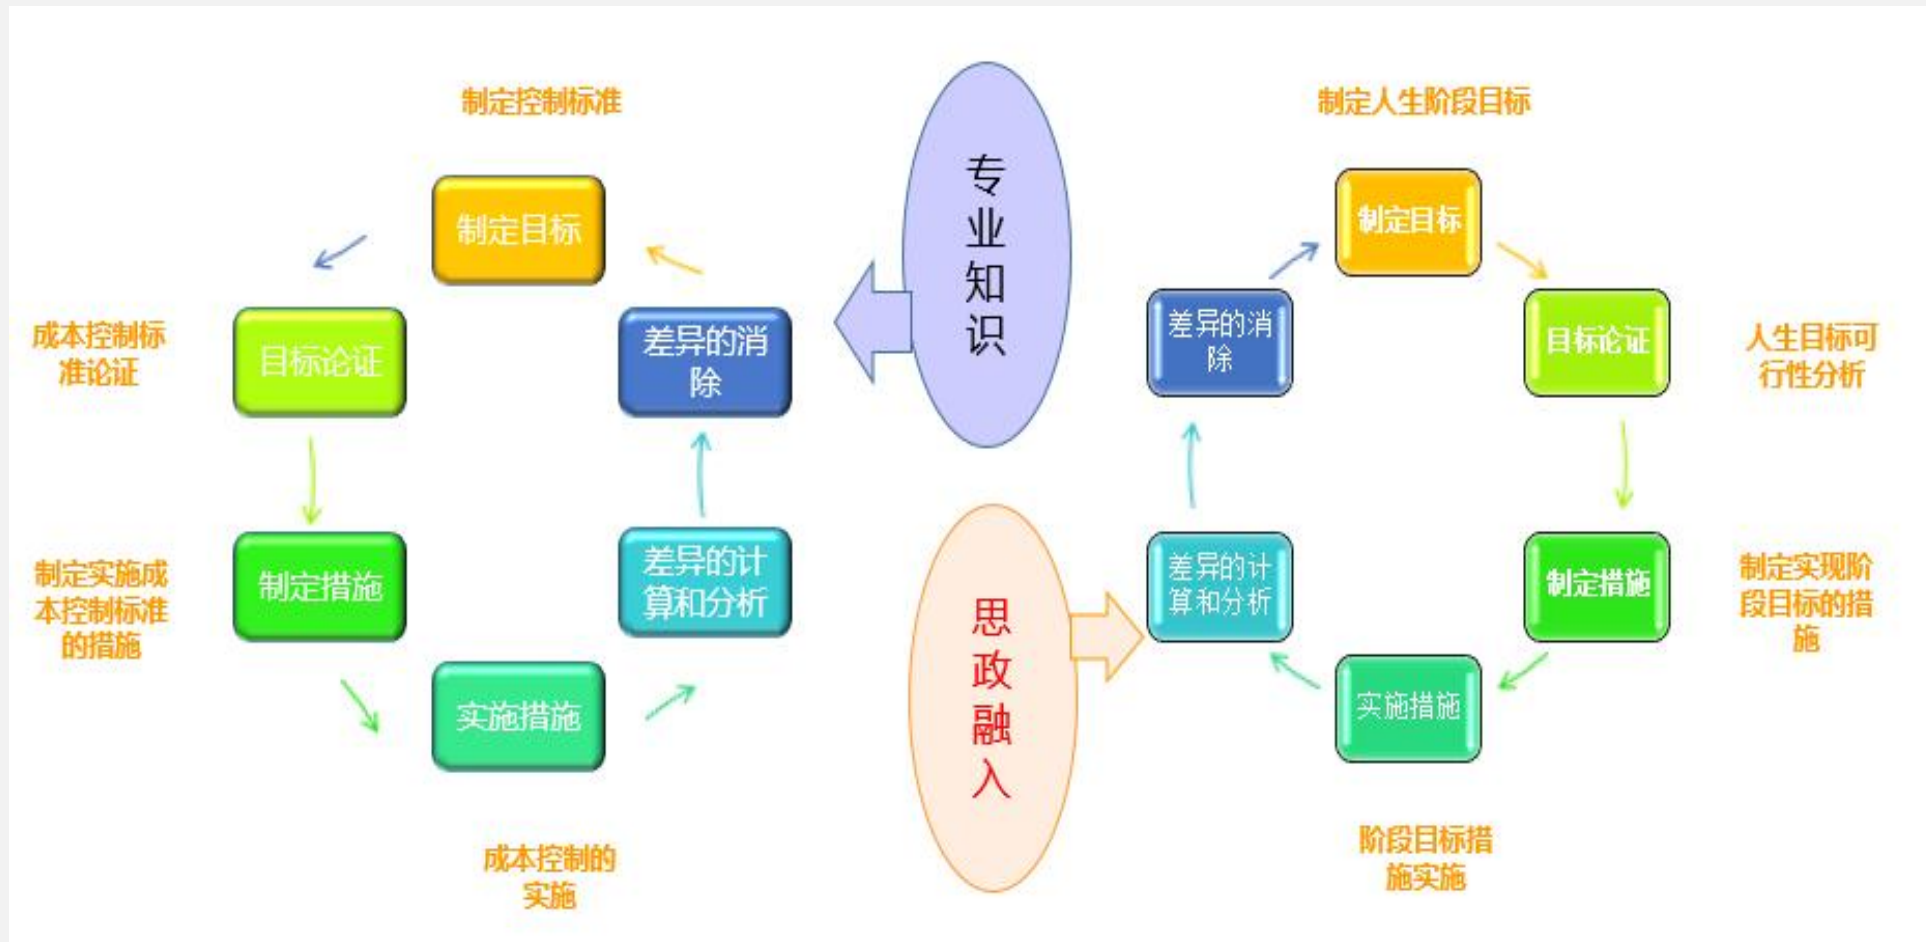 制定控制标准
制定目标
成本控制标
准论证
目标论证
差异的消
除
制定实施成
本控制标准
的措施
制定措施
差异的计
算和分析
实施措施
成本控制的
实施
专
业
知
识
思
政
融
入
制定人生阶段目标
制定目标
差异的消
除
目标论证
人生目标可
行性分析
差异的计
算和分析
制定措施
制定实现阶
段目标的措
施
实施措施
阶段目标措
施实施